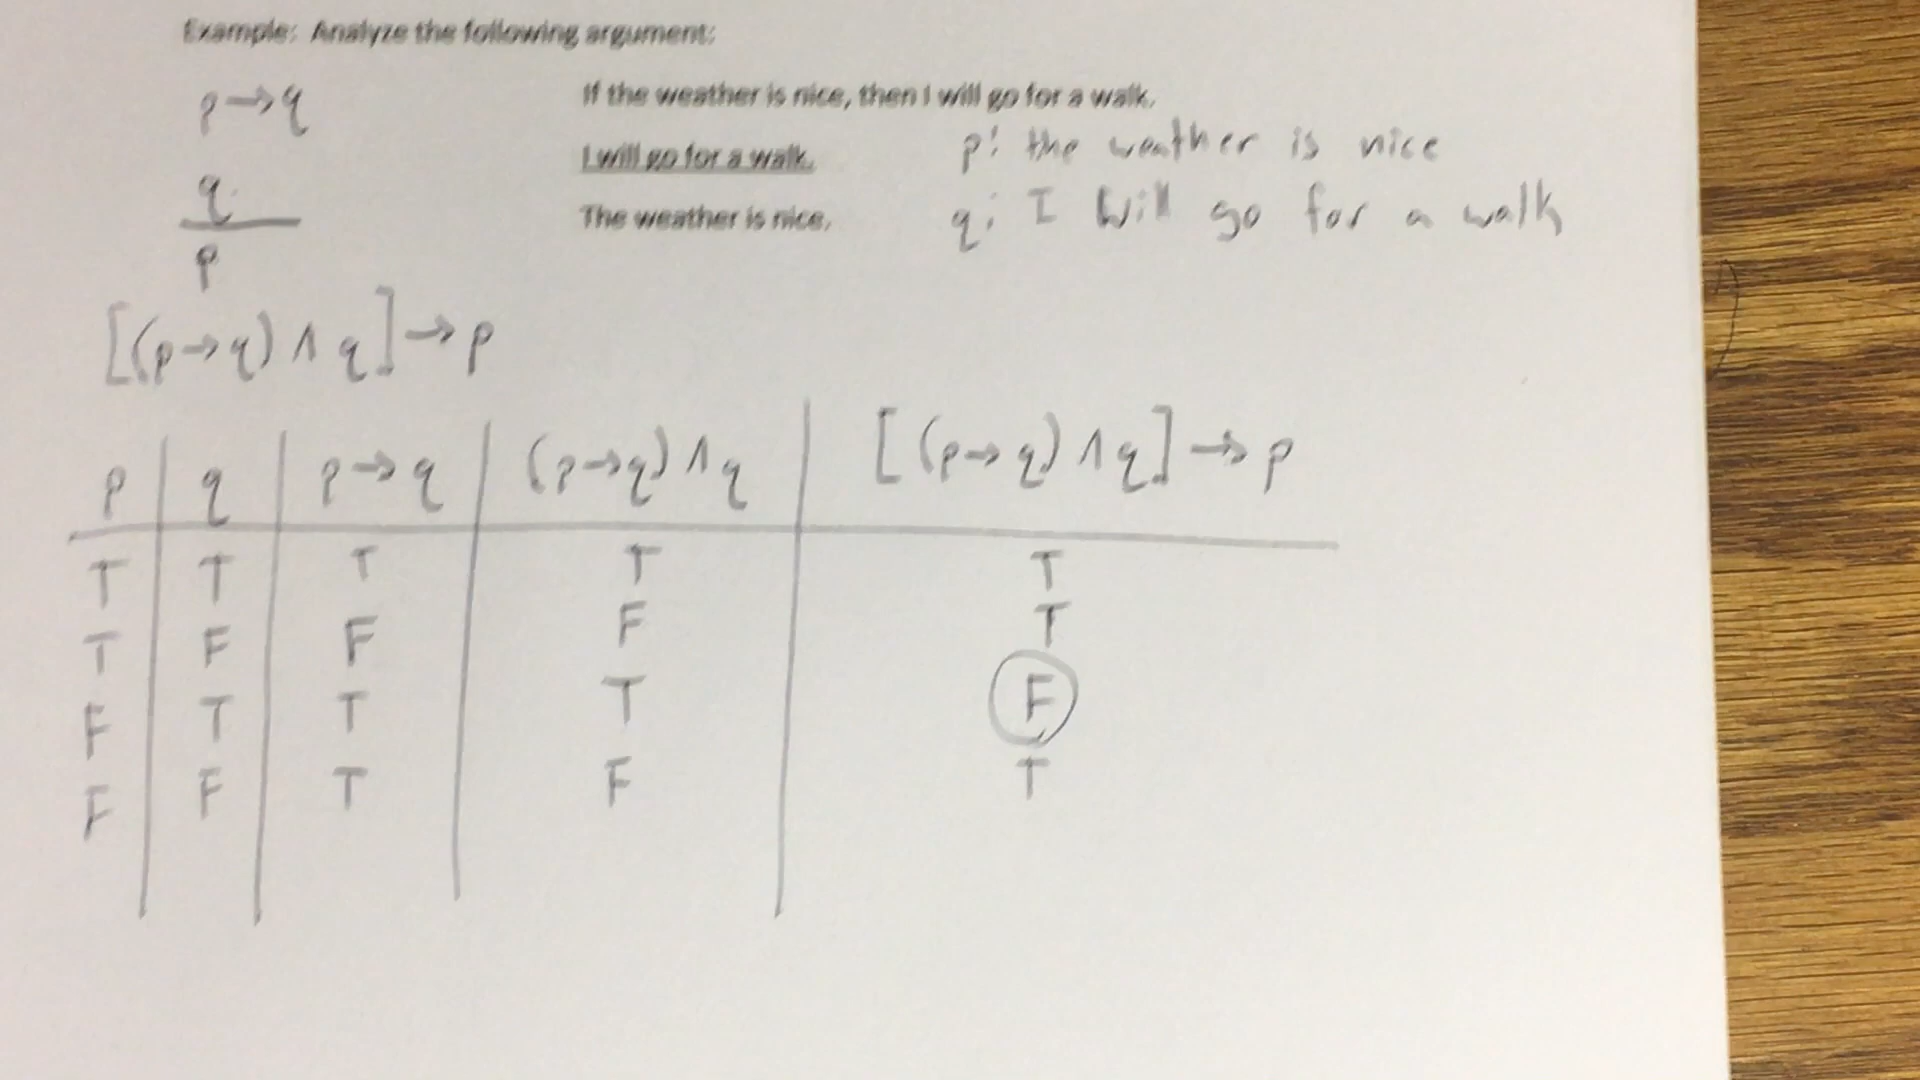 Example: Analyze the following argument:
p→q If the weather is nice, then I will go for a walk.
q I will go for a walk. p: the weather is nice
p The weather is nice. q: I will go for a walk
[(p→q)∧q]→p
p q p→q (p→q)∧q [(p→q)∧q]→p
T T T T T
T F F F T
F T T T F
F F T F T